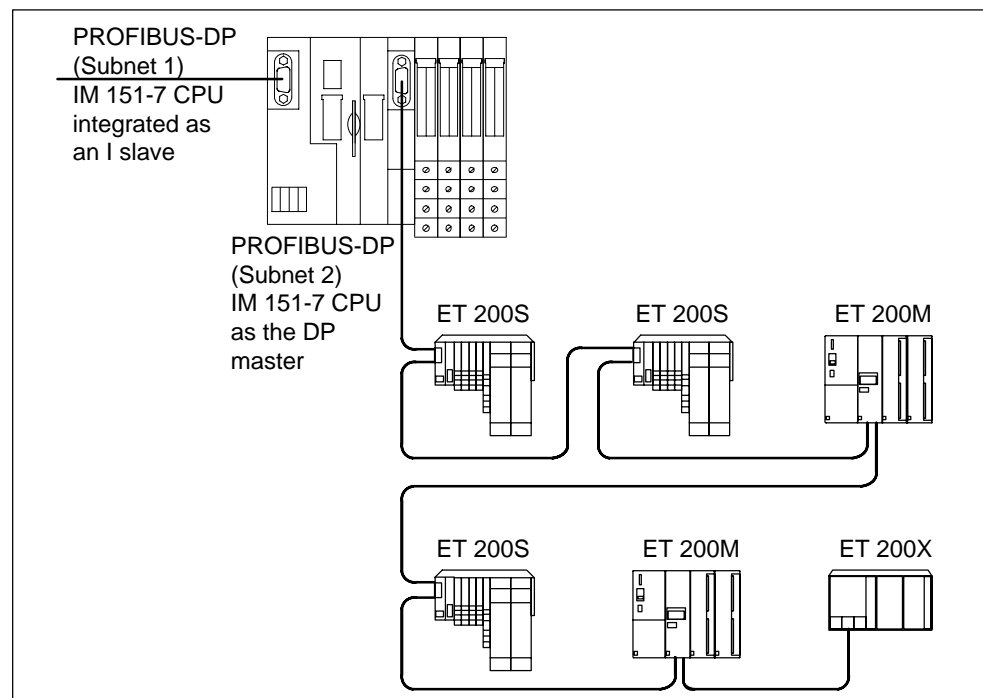 PROFIBUS-DP
(Subnet 1)
IM 151-7 CPU
integrated as
an I slave
PROFIBUS-DP
(Subnet 2)
IM 151-7 CPU
as the DP
master
ET 200S
ET 200S
ET 200M
ET 200S
ET 200M
ET 200X